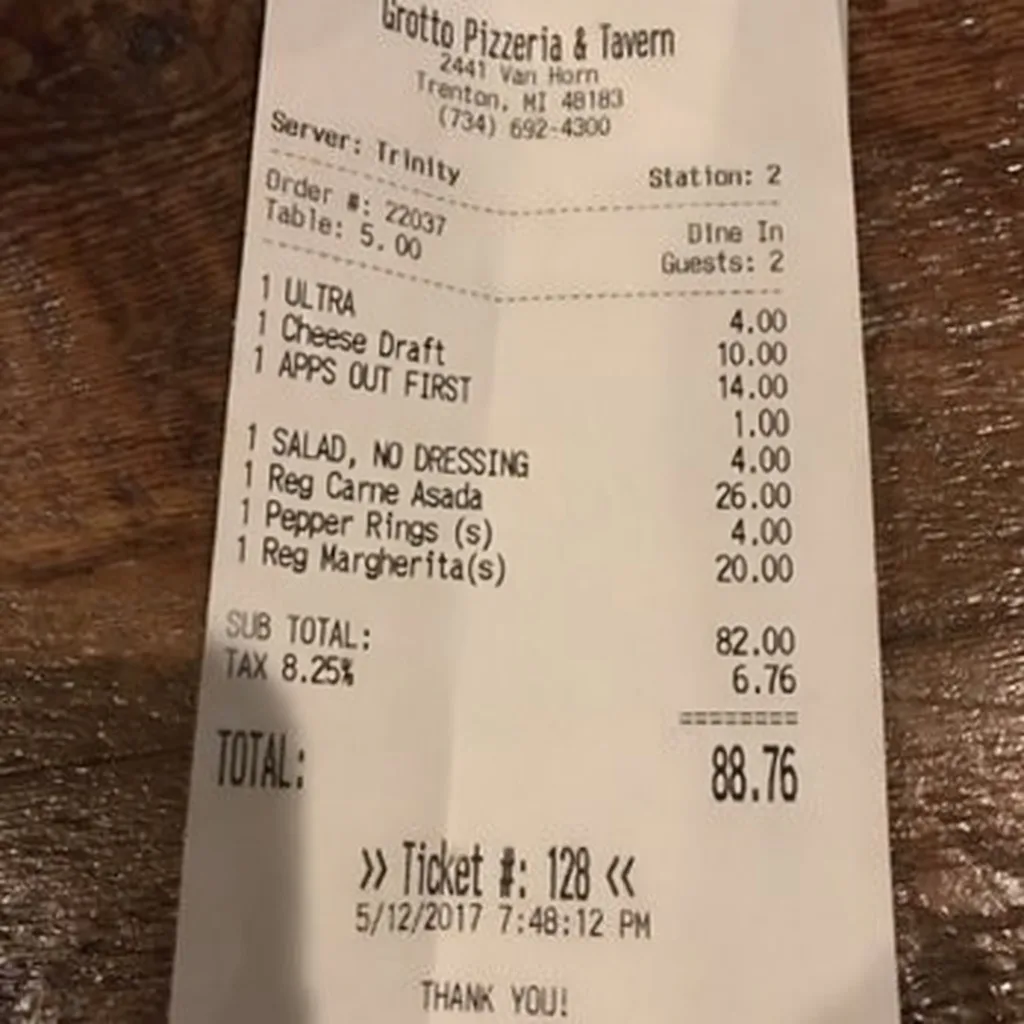 Grotto Pizzeria & Tavern
2441 Van Horn
Trenton, MI 48183
(734) 692-4300
Server: Trinity Station: 2
Order #: 22037 Dine In
Table: 5.00 Guests: 2
1 ULTRA 4.00
1 Cheese Draft 10.00
1 APPS OUT FIRST 14.00
1.00
1 SALAD, NO DRESSING 4.00
1 Reg Carne Asada 26.00
1 Pepper Rings (s) 4.00
1 Reg Margherita(s) 20.00
SUB TOTAL: 82.00
TAX 8.25% 6.76
========
TOTAL: 88.76
>> Ticket #: 128 <<
5/12/2017 7:48:12 PM
THANK YOU!